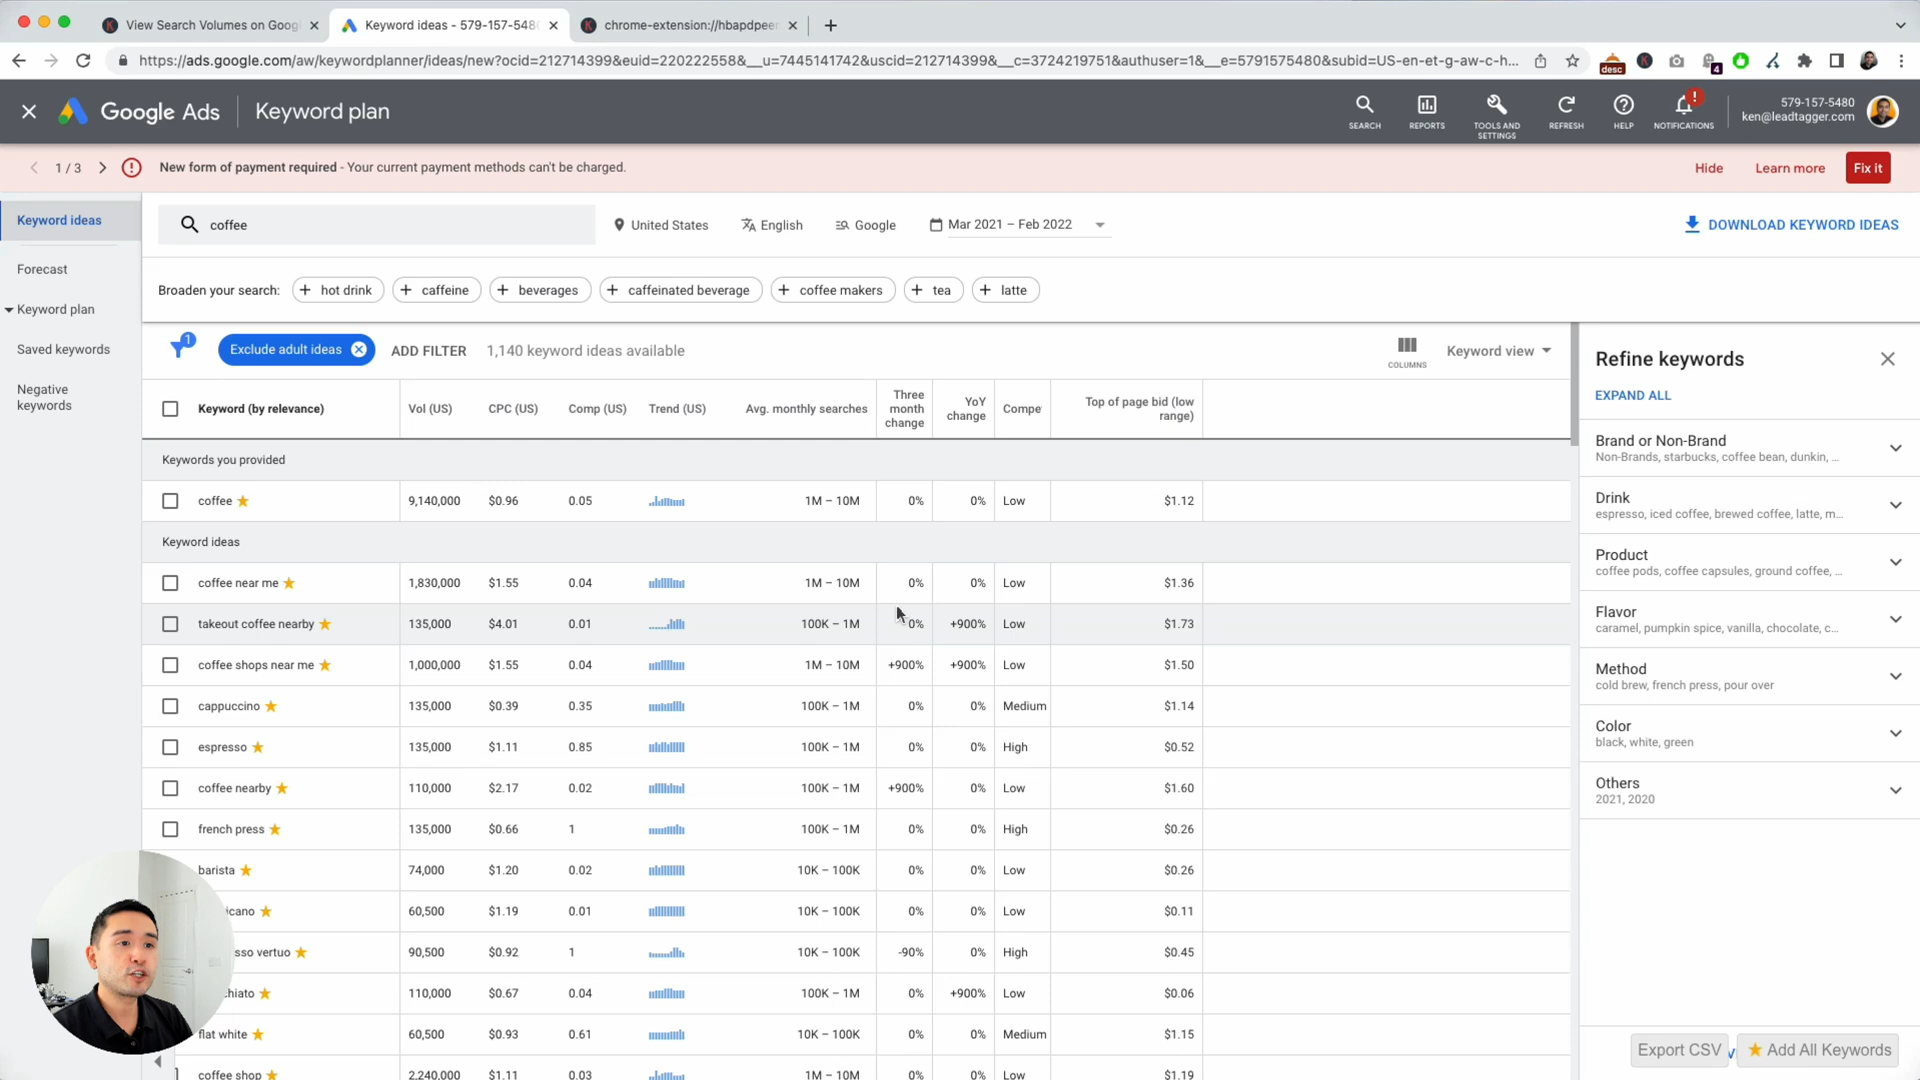 View Search Volumes on Goog
Keyword ideas - 579-157-548
chrome-extension://hbapdpeen
https://ads.google.com/aw/keywordplanner/ideas/new?ocid=212714399&euid=220222558&__u=7445141742&uscid=212714399&__c=3724219751&authuser=1&__e=5791575480&subid=US-en-et-g-aw-c-h...
desc
4
Google Ads
Keyword plan
SEARCH
REPORTS
TOOLS AND
SETTINGS
REFRESH
HELP
NOTIFICATIONS
579-157-5480
ken@leadtagger.com
1 / 3
New form of payment required - Your current payment methods can't be charged.
Hide
Learn more
Fix it
Keyword ideas
Forecast
Keyword plan
Saved keywords
Negative
keywords
coffee
United States
English
Google
Mar 2021 – Feb 2022
DOWNLOAD KEYWORD IDEAS
Broaden your search:
+ hot drink
+ caffeine
+ beverages
+ caffeinated beverage
+ coffee makers
+ tea
+ latte
1
Exclude adult ideas
ADD FILTER
1,140 keyword ideas available
COLUMNS
Keyword view
Keyword (by relevance) Vol (US) CPC (US) Comp (US) Trend (US) Avg. monthly searches Three month change YoY change Compe Top of page bid (low range)
Keywords you provided
coffee 9,140,000 $0.96 0.05 1M – 10M 0% 0% Low $1.12
Keyword ideas
coffee near me 1,830,000 $1.55 0.04 1M – 10M 0% 0% Low $1.36
takeout coffee nearby 135,000 $4.01 0.01 100K – 1M 0% +900% Low $1.73
coffee shops near me 1,000,000 $1.55 0.04 1M – 10M +900% +900% Low $1.50
cappuccino 135,000 $0.39 0.35 100K – 1M 0% 0% Medium $1.14
espresso 135,000 $1.11 0.85 100K – 1M 0% 0% High $0.52
coffee nearby 110,000 $2.17 0.02 100K – 1M +900% 0% Low $1.60
french press 135,000 $0.66 1 100K – 1M 0% 0% High $0.26
barista 74,000 $1.20 0.02 10K – 100K 0% 0% Low $0.26
icano 60,500 $1.19 0.01 10K – 100K 0% 0% Low $0.11
sso vertuo 90,500 $0.92 1 10K – 100K -90% 0% High $0.45
hiato 110,000 $0.67 0.04 100K – 1M 0% +900% Low $0.06
flat white 60,500 $0.93 0.61 10K – 100K 0% 0% Medium $1.15
coffee shop 2,240,000 $1.11 0.03 1M – 10M 0% 0% Low $1.19
Refine keywords
EXPAND ALL
Brand or Non-Brand
Non-Brands, starbucks, coffee bean, dunkin, ...
Drink
espresso, iced coffee, brewed coffee, latte, m...
Product
coffee pods, coffee capsules, ground coffee, ...
Flavor
caramel, pumpkin spice, vanilla, chocolate, c...
Method
cold brew, french press, pour over
Color
black, white, green
Others
2021, 2020
Export CSV
Add All Keywords